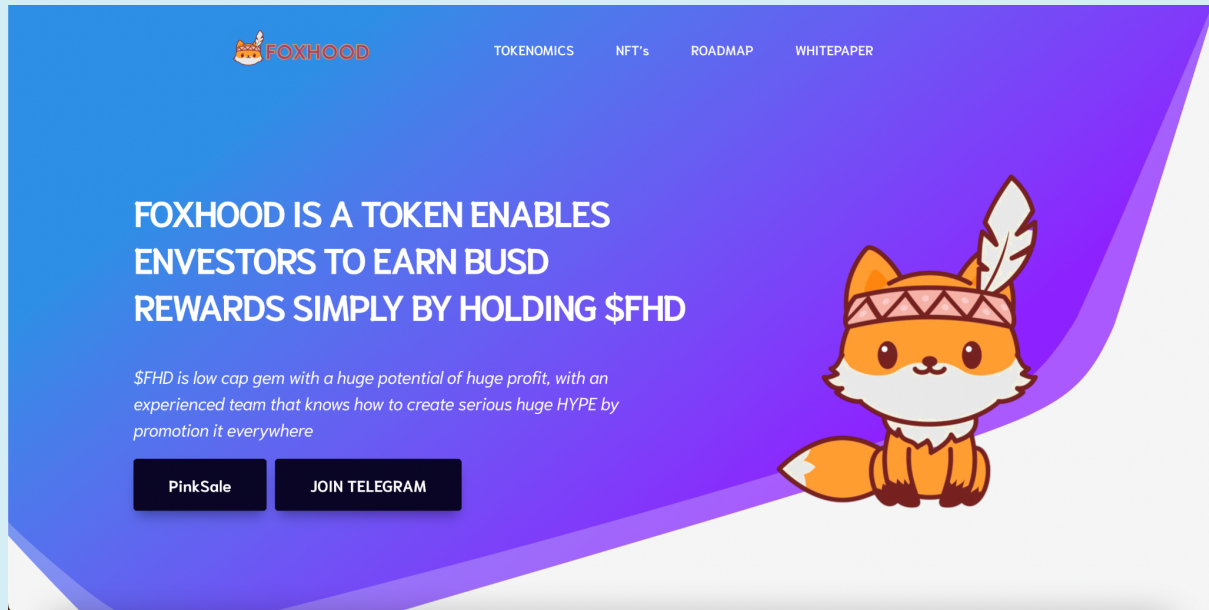 FOXHOOD
TOKENOMICS NFT's ROADMAP WHITEPAPER
FOXHOOD IS A TOKEN ENABLES
ENVESTORS TO EARN BUSD
REWARDS SIMPLY BY HOLDING $FHD
$FHD is low cap gem with a huge potential of huge profit, with an
experienced team that knows how to create serious huge HYPE by
promotion it everywhere
PinkSale JOIN TELEGRAM